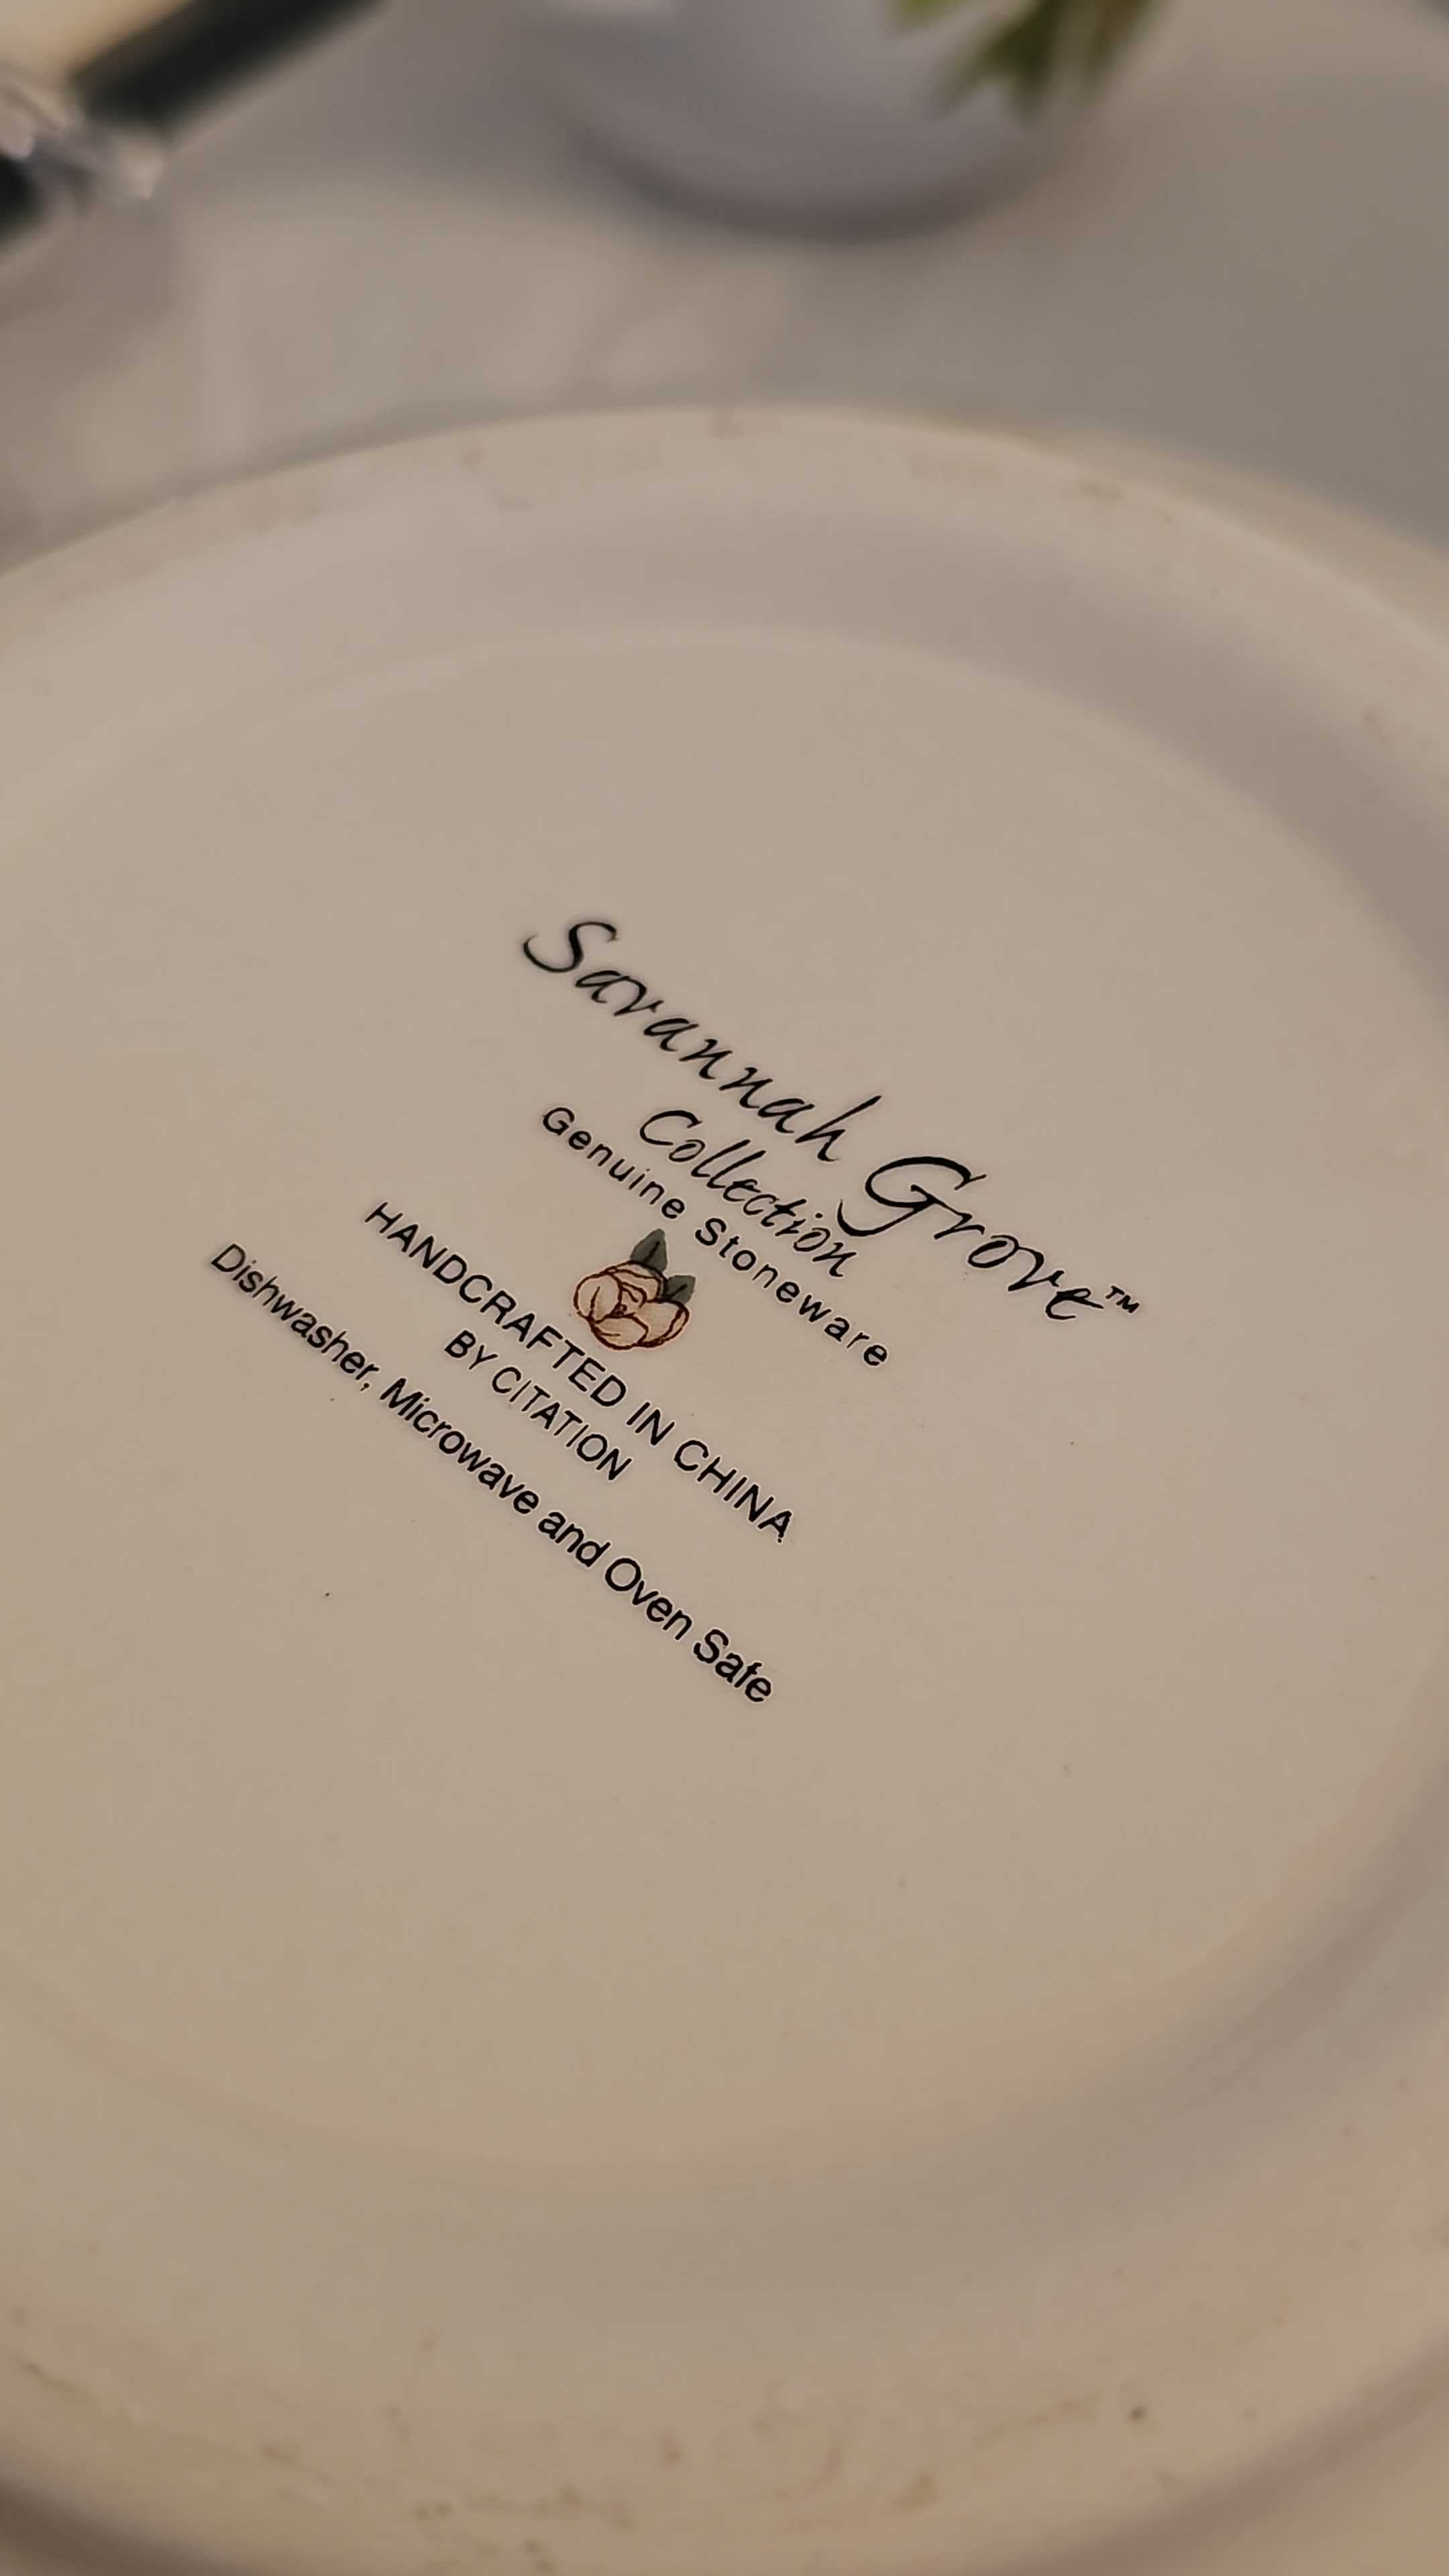 Savannah Grove™
Collection
Genuine Stoneware
HANDCRAFTED IN CHINA
BY CITATION
Dishwasher, Microwave and Oven Safe